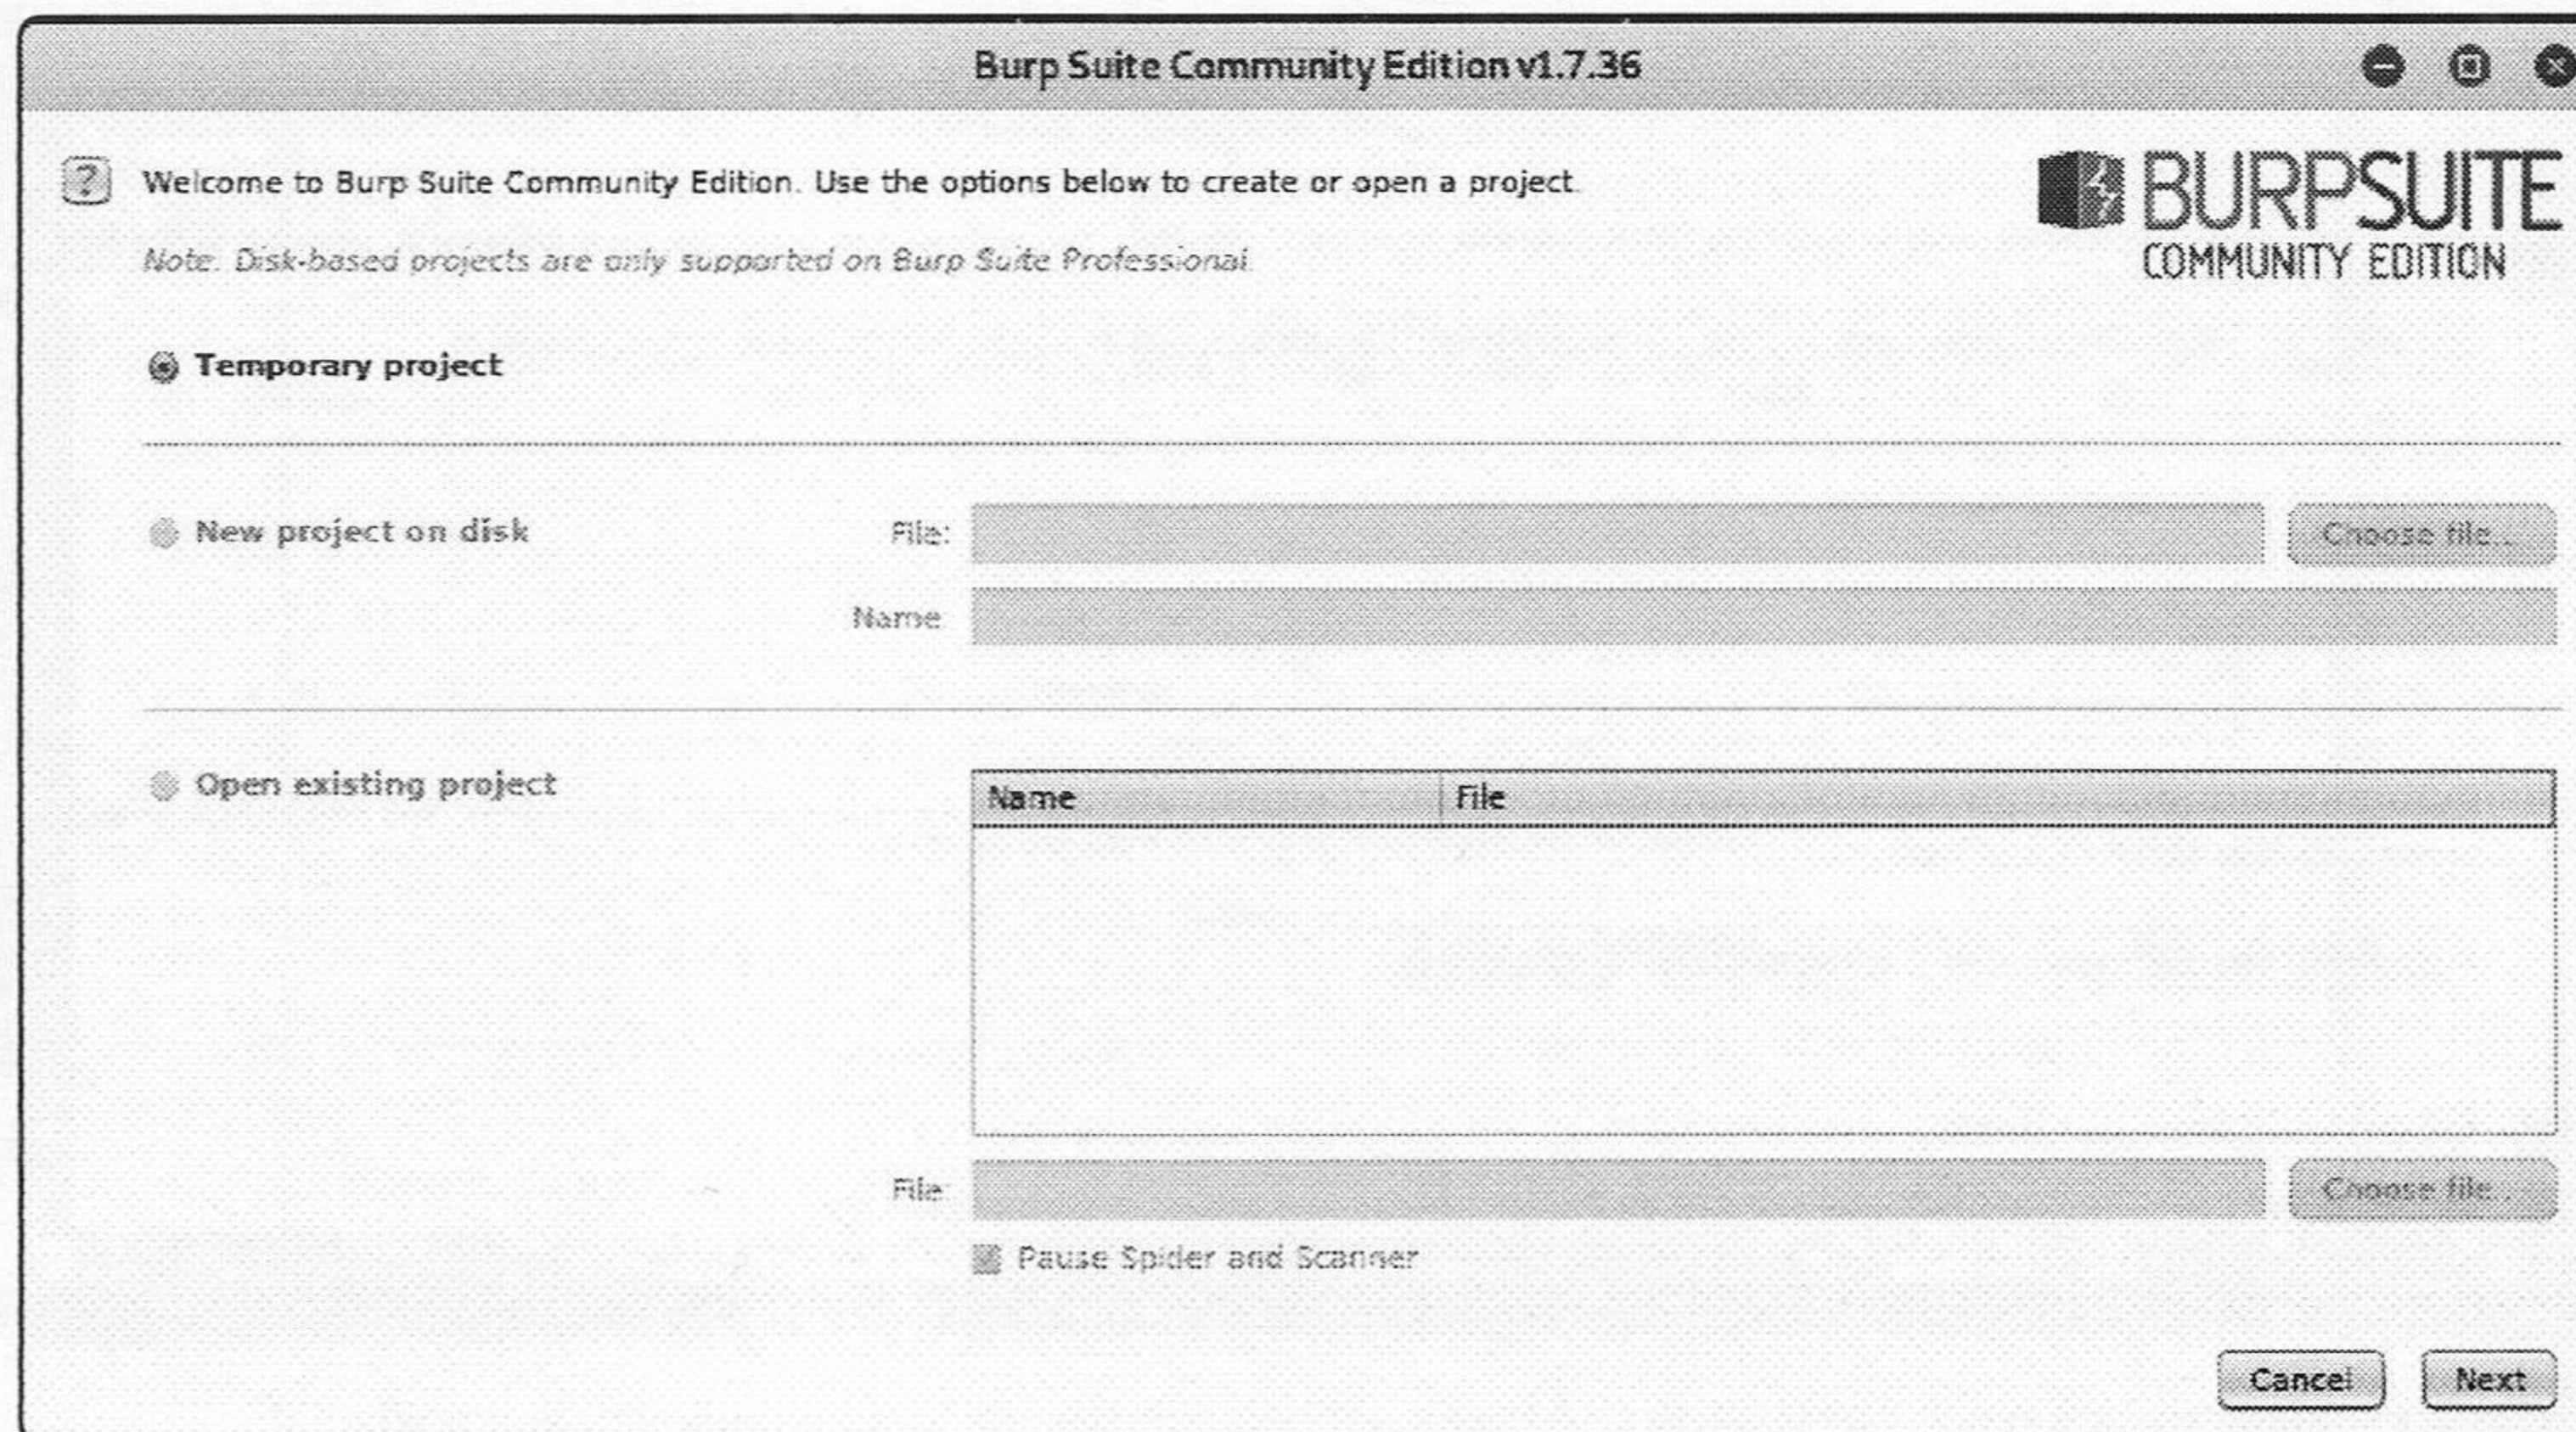 Burp Suite Community Edition v1.7.36
?
Welcome to Burp Suite Community Edition. Use the options below to create or open a project.
BURPSUITE
COMMUNITY EDITION
Note: Disk-based projects are only supported on Burp Suite Professional.
Temporary project
New project on disk
File:
Choose file...
Name:
Open existing project
Name
File
File:
Choose file...
Pause Spider and Scanner
Cancel
Next